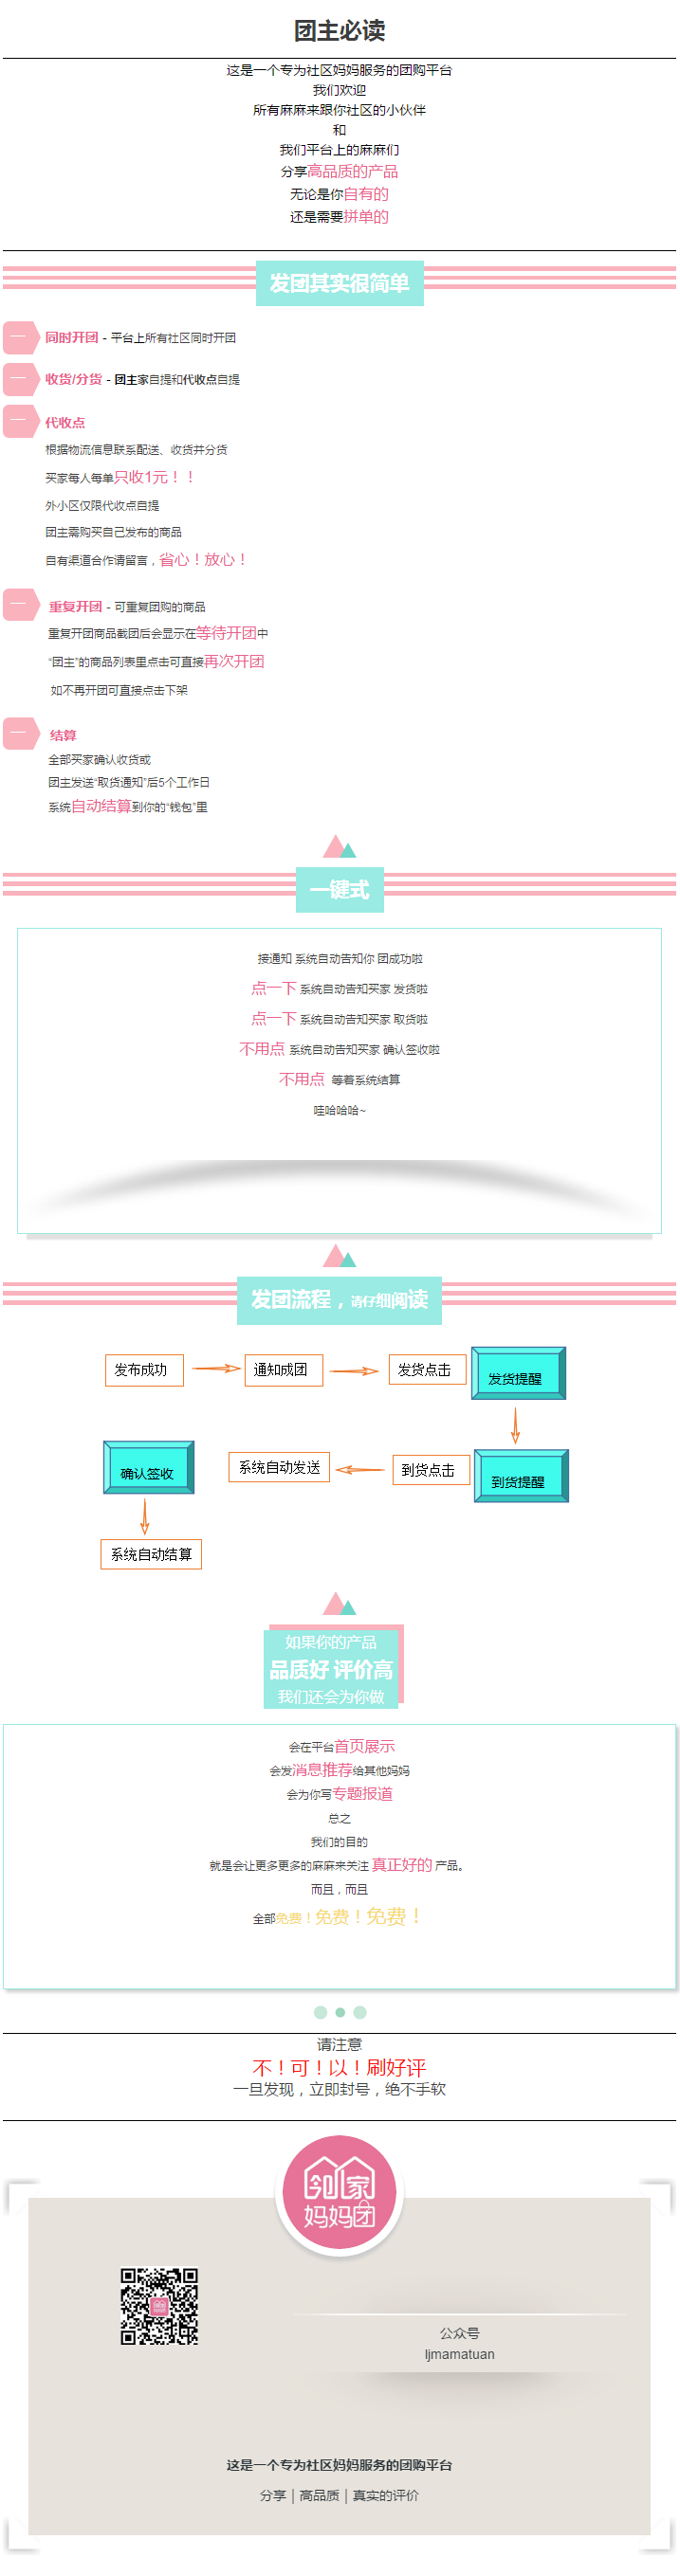 团主必读
这是一个专为社区妈妈服务的团购平台
我们欢迎
所有麻麻来跟你社区的小伙伴
和
我们平台上的麻麻们
分享高品质的产品
无论是你自有的
还是需要拼单的
发团其实很简单
一 同时开团 - 平台上所有社区同时开团
一 收货/分货 - 团主家自提和代收点自提
一 代收点
根据物流信息联系配送、收货并分货
买家每人每单只收1元！！
外小区仅限代收点自提
团主需购买自己发布的商品
自有渠道合作请留言，省心！放心！
一 重复开团 - 可重复团购的商品
重复开团商品截团后会显示在等待开团中
“团主”的商品列表里点击可直接再次开团
如不再开团可直接点击下架
一 结算
全部买家确认收货或
团主发送“取货通知”后5个工作日
系统自动结算到你的“钱包”里
一键式
接通知 系统自动告知你 团成功啦
点一下 系统自动告知买家 发货啦
点一下 系统自动告知买家 取货啦
不用点 系统自动告知买家 确认签收啦
不用点 等着系统结算
哇哈哈哈~
发团流程，请仔细阅读
发布成功 通知成团 发货点击 发货提醒
确认签收 系统自动发送 到货点击 到货提醒
系统自动结算
如果你的产品
品质好 评价高
我们还会为你做
会在平台首页展示
会发消息推荐给其他妈妈
会为你写专题报道
总之
我们的目的
就是会让更多更多的麻麻来关注 真正好的 产品。
而且，而且
全部免费！免费！免费！
请注意
不！可！以！刷好评
一旦发现，立即封号，绝不手软
邻家
妈妈团
公众号
ljmamatuan
这是一个专为社区妈妈服务的团购平台
分享｜高品质｜真实的评价